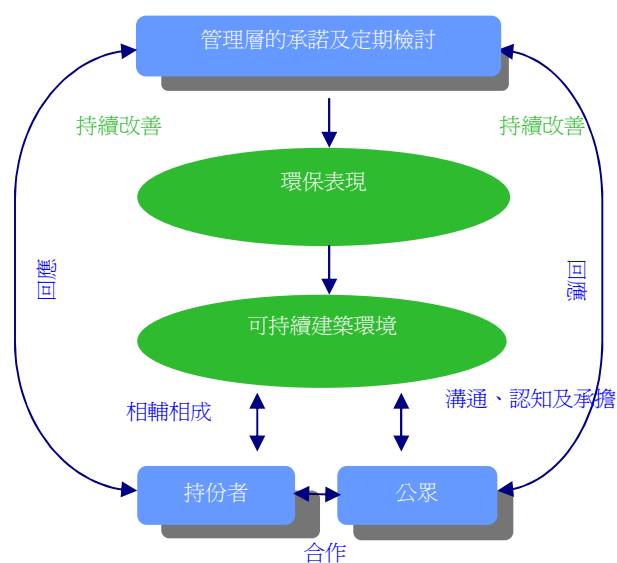 管理層的承諾及定期檢討
持續改善
持續改善
環保表現
回應
回應
可持續建築環境
相輔相成
溝通、認知及承擔
持份者
公眾
合作